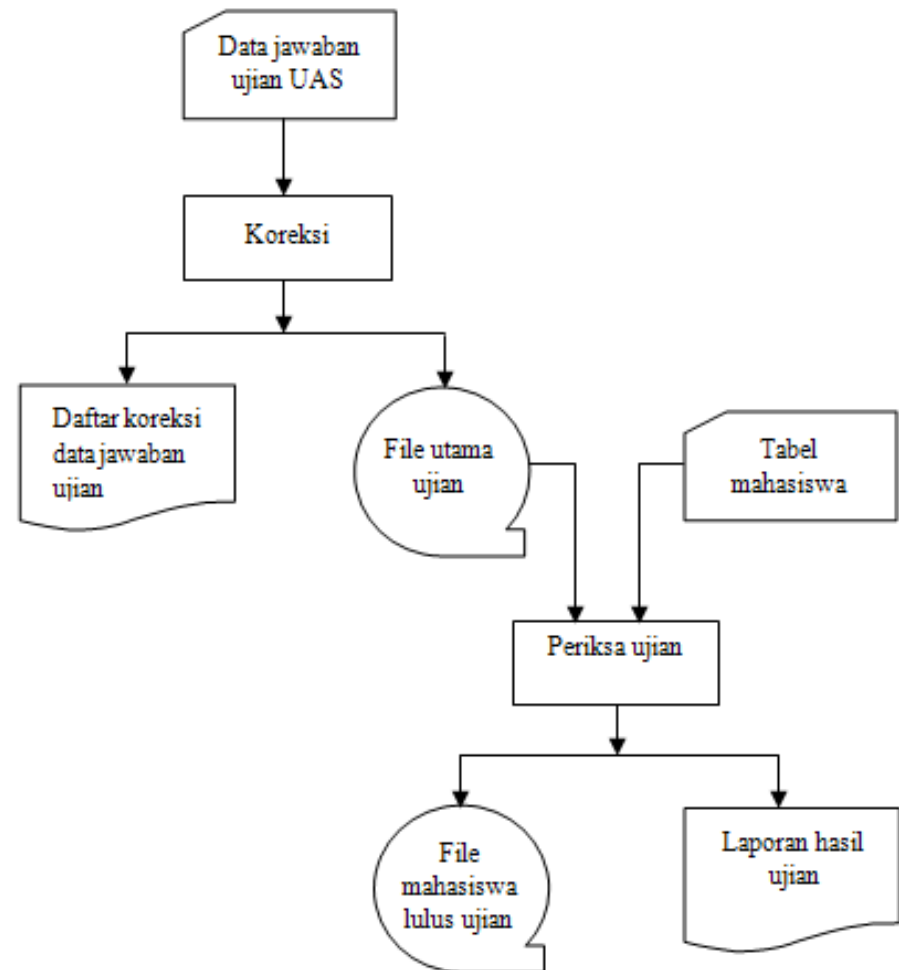 Data jawaban
ujian UAS
Koreksi
Daftar koreksi
data jawaban
ujian
File utama
ujian
Tabel
mahasiswa
Periksa ujian
File
mahasiswa
lulus ujian
Laporan hasil
ujian